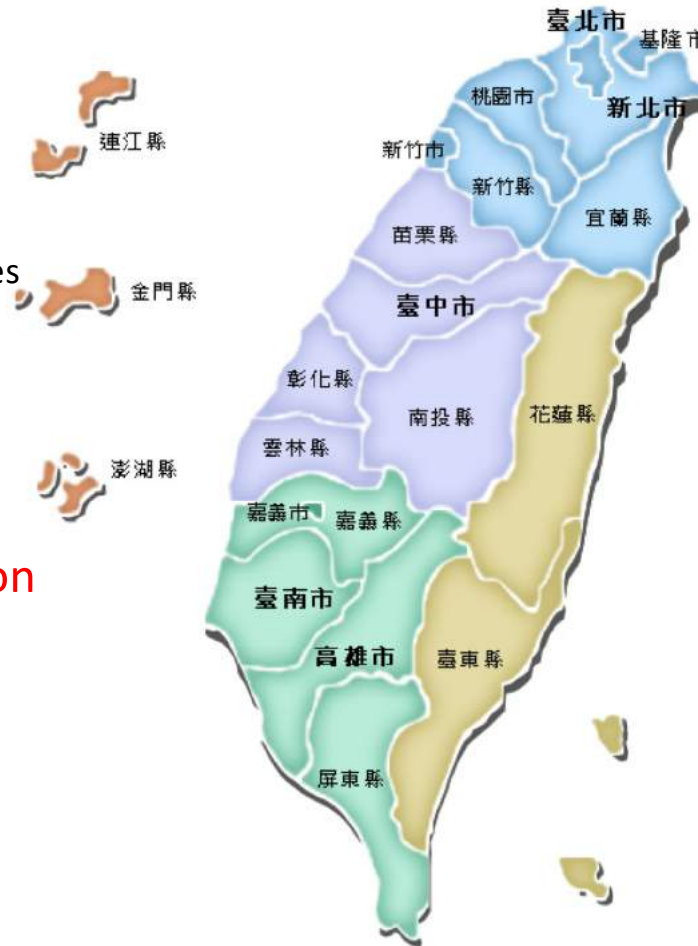 臺北市
基隆市
桃園市
新北市
連江縣
新竹市
新竹縣
宜蘭縣
苗栗縣
es
金門縣
臺中市
彰化縣
南投縣
花蓮縣
雲林縣
澎湖縣
嘉義市
嘉義縣
on
臺南市
高雄市
臺東縣
屏東縣